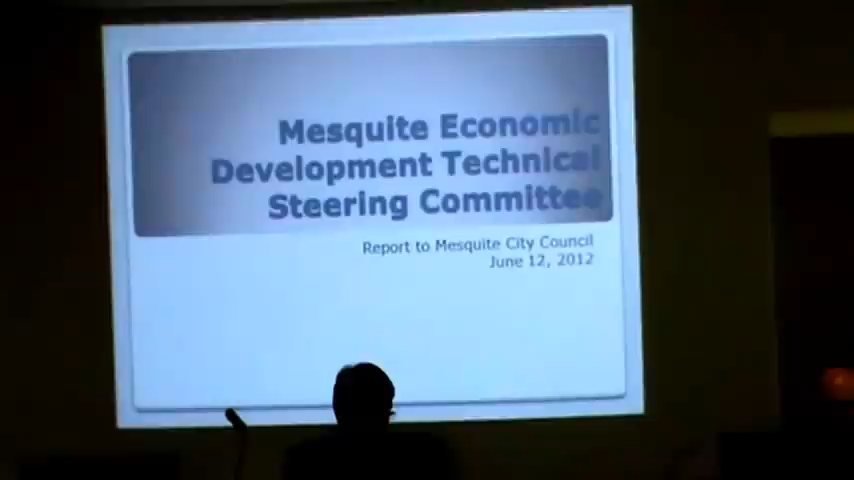 Mesquite Economic
Development Technical
Steering Committee
Report to Mesquite City Council
June 12, 2012